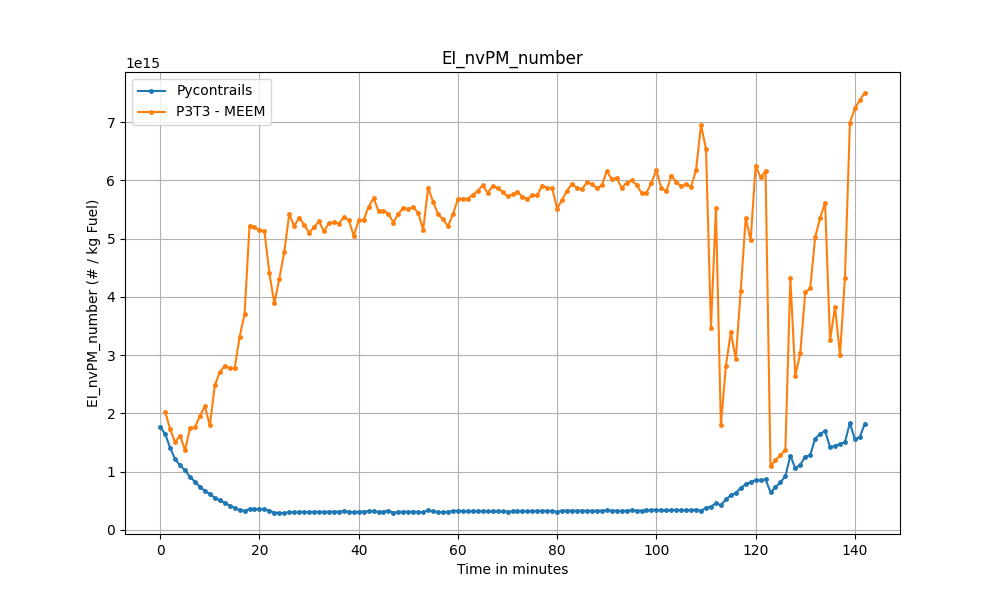 EI_nvPM_number
1e15
Pycontrails
P3T3 - MEEM
EI_nvPM_number (# / kg Fuel)
7
6
5
4
3
2
1
0
0 20 40 60 80 100 120 140
Time in minutes